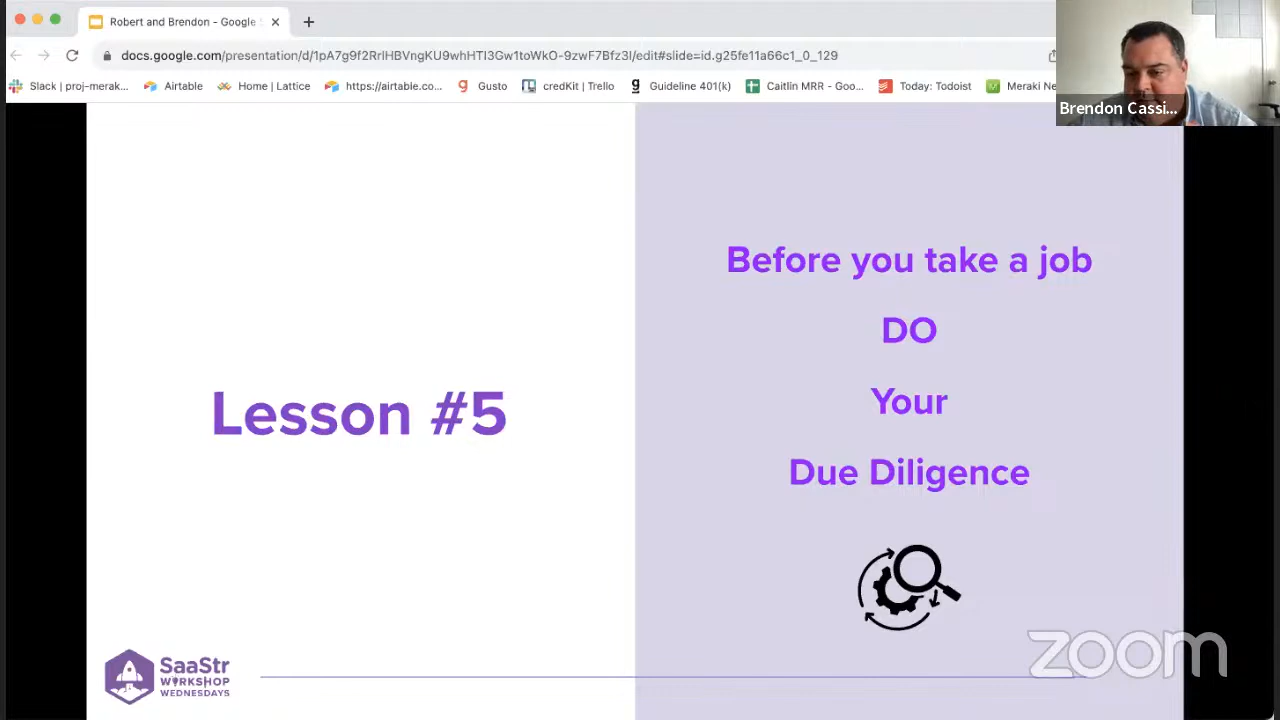 Robert and Brendon - Google
docs.google.com/presentation/d/1pA7g9f2RrlHBVngKU9whHTI3Gw1toWkO-9zwF7Bfz3I/edit#slide=id.g25fe11a66c1_0_129
Slack | proj-merak... Airtable Home | Lattice https://airtable.co... Gusto credKit | Trello Guideline 401(k) Caitlin MRR - Goo... Today: Todoist Meraki Ne
Brendon Cassi...
Lesson #5
Before you take a job
DO
Your
Due Diligence
SaaStr
WORKSHOP
WEDNESDAYS
zoom